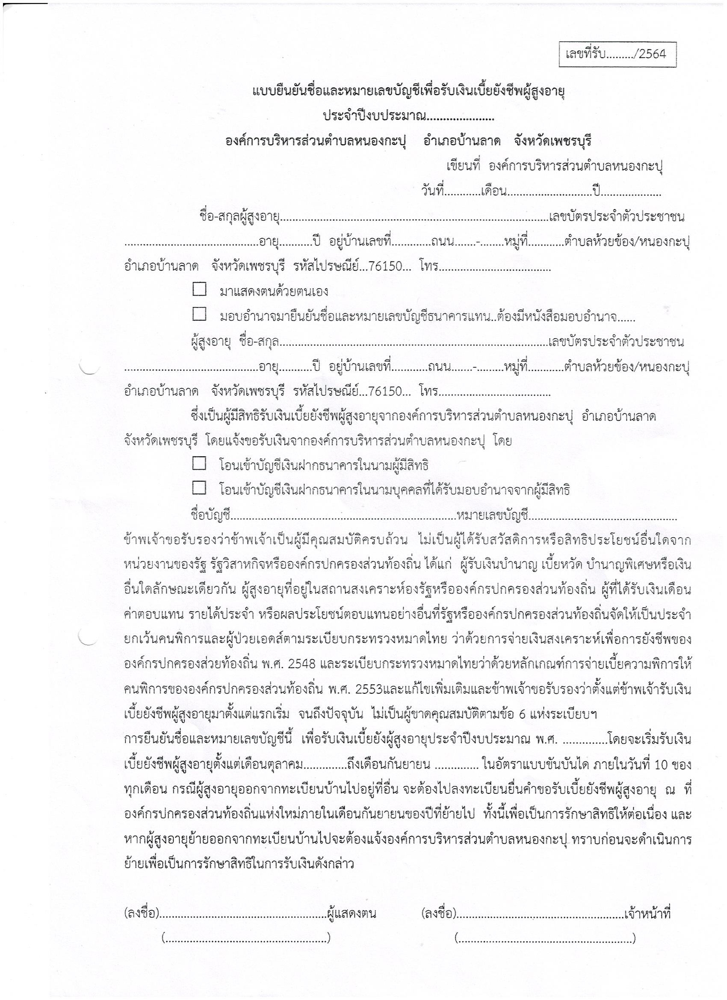 เลขที่รับ........./2564
แบบยืนยันชื่อและหมายเลขบัญชีเพื่อรับเงินเบี้ยยังชีพผู้สูงอายุ
ประจำปีงบประมาณ.....................
องค์การบริหารส่วนตำบลหนองกะปุ อำเภอบ้านลาด จังหวัดเพชรบุรี
เขียนที่ องค์การบริหารส่วนตำบลหนองกะปุ
วันที่............เดือน............................ปี....................
ชื่อ-สกุลผู้สูงอายุ.........................................................................................เลขบัตรประจำตัวประชาชน
............................................อายุ...........ปี อยู่บ้านเลขที่.............ถนน.......-........หมู่ที่............ตำบลห้วยข้อง/หนองกะปุ
อำเภอบ้านลาด จังหวัดเพชรบุรี รหัสไปรษณีย์...76150... โทร.....................................
☐ มาแสดงตนด้วยตนเอง
☐ มอบอำนาจมายืนยันชื่อและหมายเลขบัญชีธนาคารแทน..ต้องมีหนังสือมอบอำนาจ......
ผู้สูงอายุ ชื่อ-สกุล.........................................................................................เลขบัตรประจำตัวประชาชน
............................................อายุ...........ปี อยู่บ้านเลขที่............ถนน.......-.........หมู่ที่............ตำบลห้วยข้อง/หนองกะปุ
อำเภอบ้านลาด จังหวัดเพชรบุรี รหัสไปรษณีย์...76150... โทร.....................................
ซึ่งเป็นผู้มีสิทธิรับเงินเบี้ยยังชีพผู้สูงอายุจากองค์การบริหารส่วนตำบลหนองกะปุ อำเภอบ้านลาด
จังหวัดเพชรบุรี โดยแจ้งขอรับเงินจากองค์การบริหารส่วนตำบลหนองกะปุ โดย
☐ โอนเข้าบัญชีเงินฝากธนาคารในนามผู้มีสิทธิ
☐ โอนเข้าบัญชีเงินฝากธนาคารในนามบุคคลที่ได้รับมอบอำนาจจากผู้มีสิทธิ
ชื่อบัญชี...........................................................................หมายเลขบัญชี.................................................
ข้าพเจ้าขอรับรองว่าข้าพเจ้าเป็นผู้มีคุณสมบัติครบถ้วน ไม่เป็นผู้ได้รับสวัสดิการหรือสิทธิประโยชน์อื่นใดจาก
หน่วยงานของรัฐ รัฐวิสาหกิจหรือองค์กรปกครองส่วนท้องถิ่น ได้แก่ ผู้รับเงินบำนาญ เบี้ยหวัด บำนาญพิเศษหรือเงิน
อื่นใดลักษณะเดียวกัน ผู้สูงอายุที่อยู่ในสถานสงเคราะห์องรัฐหรือองค์กรปกครองส่วนท้องถิ่น ผู้ที่ได้รับเงินเดือน
ค่าตอบแทน รายได้ประจำ หรือผลประโยชน์ตอบแทนอย่างอื่นที่รัฐหรือองค์กรปกครองส่วนท้องถิ่นจัดให้เป็นประจำ
ยกเว้นคนพิการและผู้ป่วยเอดส์ตามระเบียบกระทรวงหมาดไทย ว่าด้วยการจ่ายเงินสงเคราะห์เพื่อการยังชีพของ
องค์กรปกครองส่วยท้องถิ่น พ.ศ. 2548 และระเบียบกระทรวงหมาดไทยว่าด้วยหลักเกณฑ์การจ่ายเบี้ยความพิการให้
คนพิการขององค์กรปกครองส่วนท้องถิ่น พ.ศ. 2553และแก้ไขเพิ่มเติมและข้าพเจ้าขอรับรองว่าตั้งแต่ข้าพเจ้ารับเงิน
เบี้ยยังชีพผู้สูงอายุมาตั้งแต่แรกเริ่ม จนถึงปัจจุบัน ไม่เป็นผู้ขาดคุณสมบัติตามข้อ 6 แห่งระเบียบฯ
การยืนยันชื่อและหมายเลขบัญชีนี้ เพื่อรับเงินเบี้ยยังผู้สูงอายุประจำปีงบประมาณ พ.ศ. ...............โดยจะเริ่มรับเงิน
เบี้ยยังชีพผู้สูงอายุตั้งแต่เดือนตุลาคม..............ถึงเดือนกันยายน .............. ในอัตราแบบขันบันได ภายในวันที่ 10 ของ
ทุกเดือน กรณีผู้สูงอายุออกจากทะเบียนบ้านไปอยู่ที่อื่น จะต้องไปลงทะเบียนยื่นคำขอรับเบี้ยยังชีพผู้สูงอายุ ณ ที่
องค์กรปกครองส่วนท้องถิ่นแห่งใหม่ภายในเดือนกันยายนของปีที่ย้ายไป ทั้งนี้เพื่อเป็นการรักษาสิทธิให้ต่อเนื่อง และ
หากผู้สูงอายุย้ายออกจากทะเบียนบ้านไปจะต้องแจ้งองค์การบริหารส่วนตำบลหนองกะปุ ทราบก่อนจะดำเนินการ
ย้ายเพื่อเป็นการรักษาสิทธิในการรับเงินดังกล่าว
(ลงชื่อ).......................................................ผู้แสดงตน (ลงชื่อ).......................................................เจ้าหน้าที่
(.....................................................) (.........................................................)